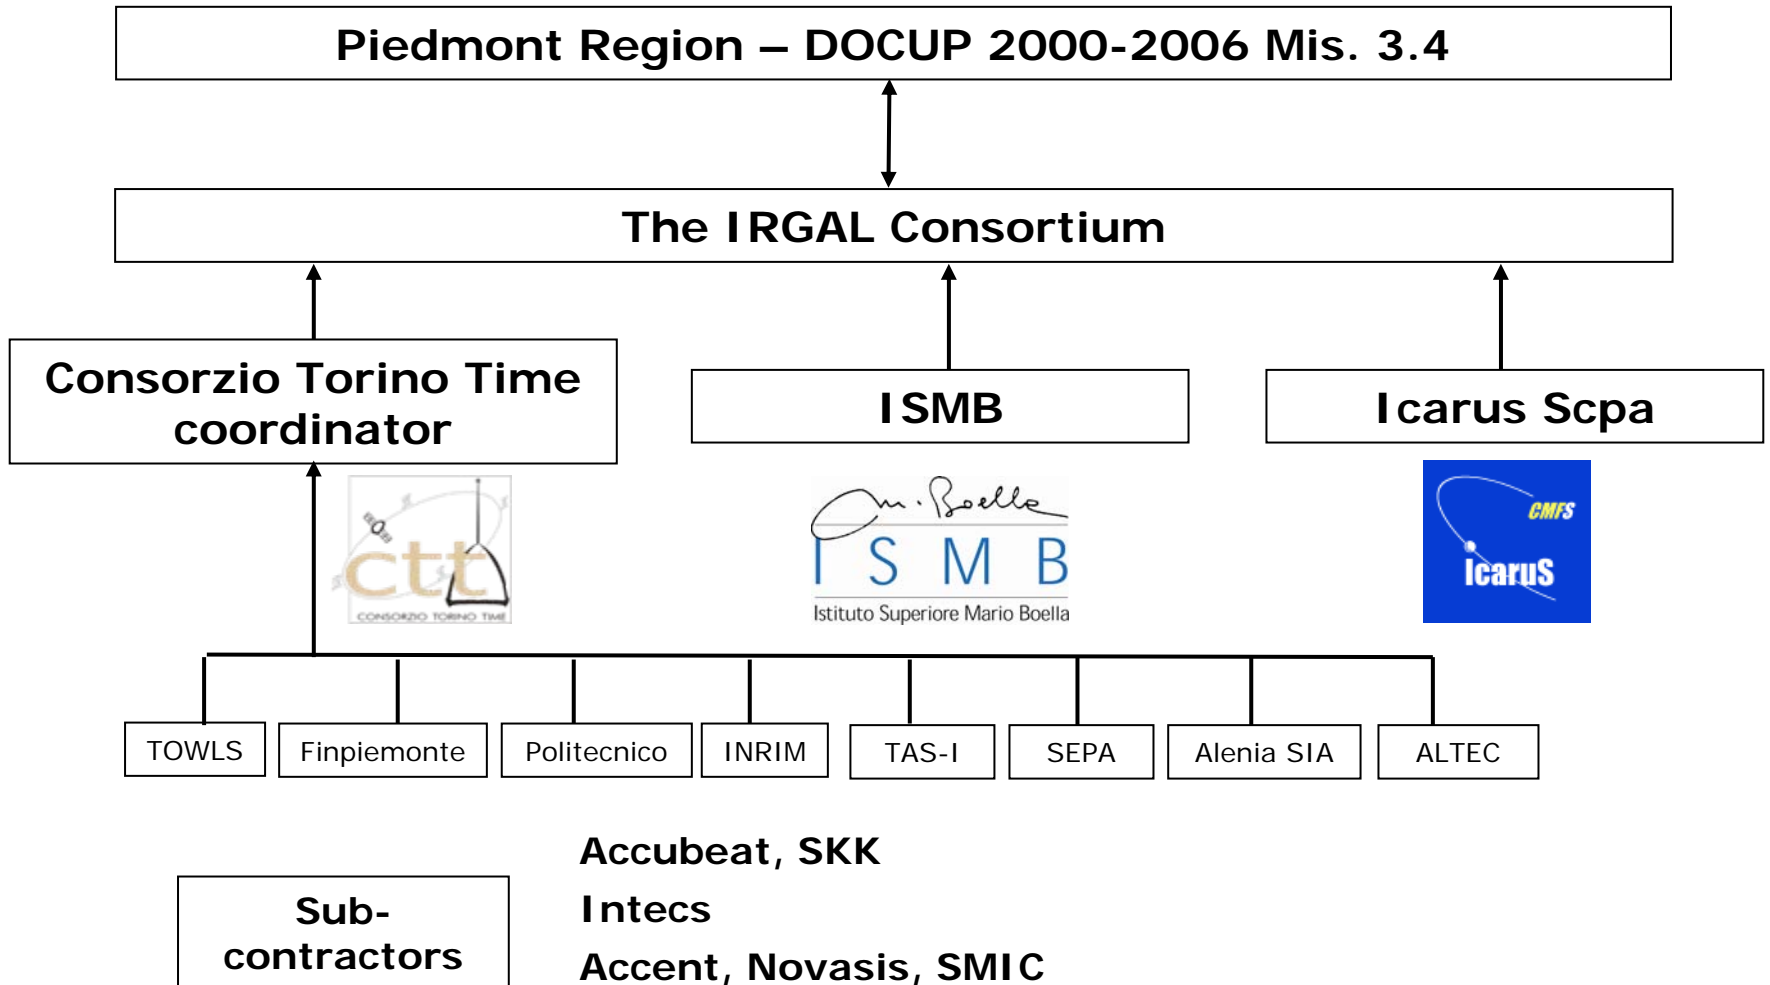 Piedmont Region – DOCUP 2000-2006 Mis. 3.4
The IRGAL Consortium
Consorzio Torino Time
coordinator
ISMB
Icarus Scpa
ctt
CONSORZIO TORINO TIME
M. Boella
I S M B
Istituto Superiore Mario Boella
CMFS
IcaruS
TOWLS
Finpiemonte
Politecnico
INRIM
TAS-I
SEPA
Alenia SIA
ALTEC
Sub-
contractors
Accubeat, SKK
Intecs
Accent, Novasis, SMIC